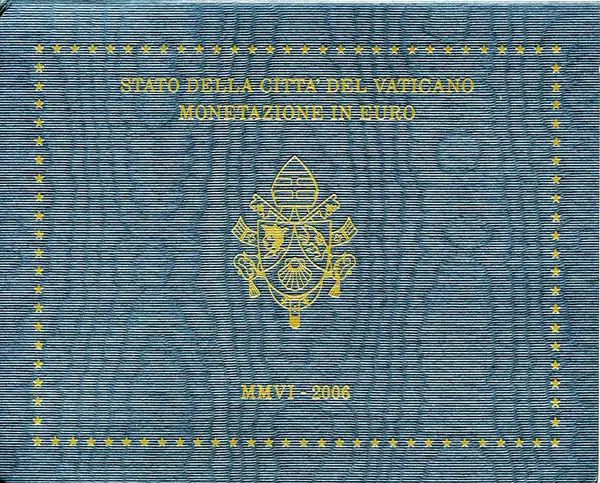 STATO DELLA CITTA' DEL VATICANO
MONETAZIONE IN EURO
MMVI - 2006